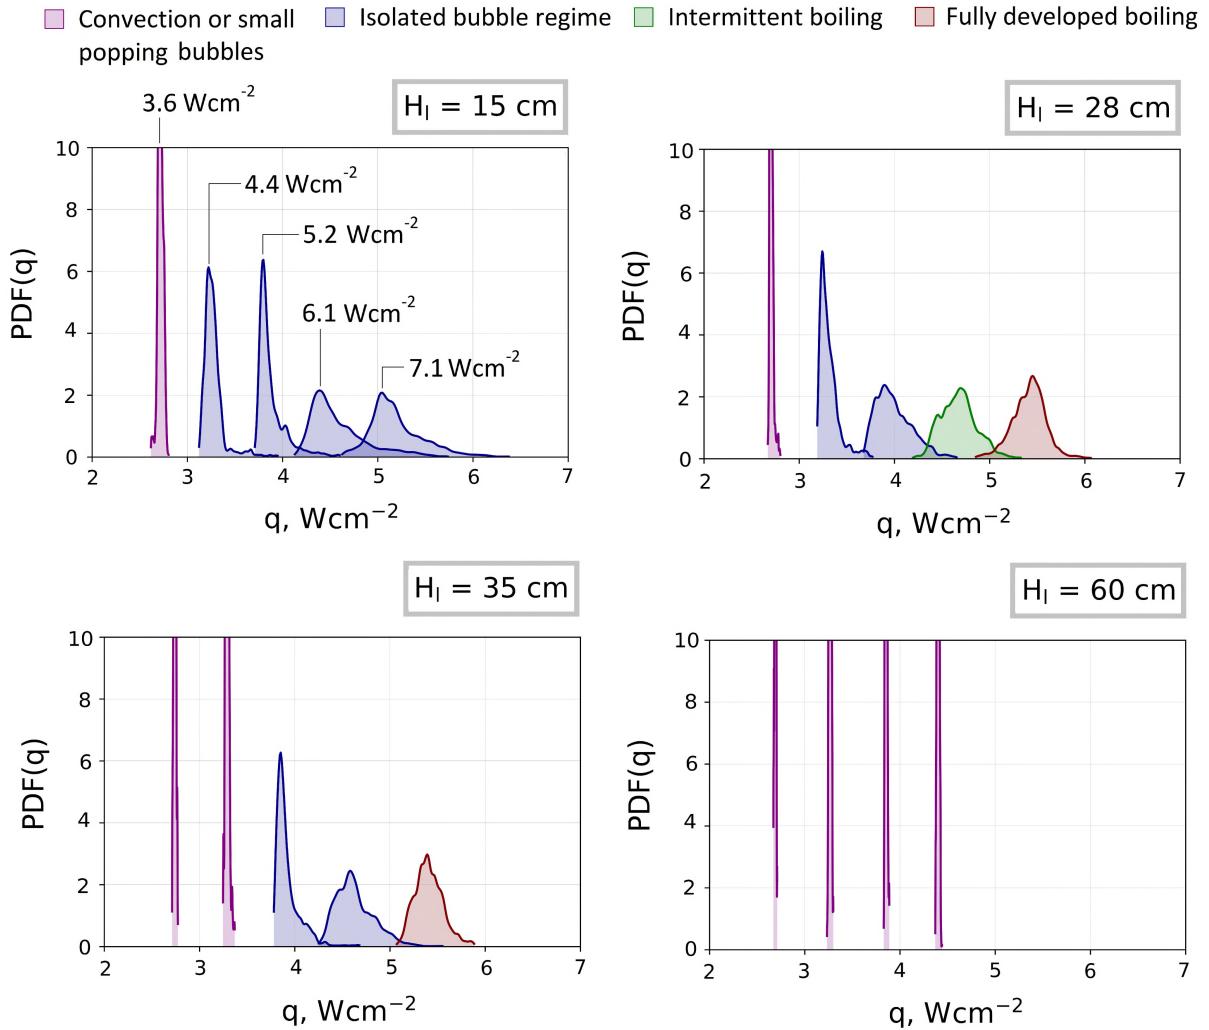 Convection or small popping bubbles
Isolated bubble regime
Intermittent boiling
Fully developed boiling
3.6 Wcm-2
Hl = 15 cm
4.4 Wcm-2
5.2 Wcm-2
6.1 Wcm-2
7.1 Wcm-2
PDF(q)
10
8
6
4
2
0
2 3 4 5 6 7
q, Wcm−2
Hl = 28 cm
PDF(q)
10
8
6
4
2
0
2 3 4 5 6 7
q, Wcm−2
Hl = 35 cm
PDF(q)
10
8
6
4
2
0
2 3 4 5 6 7
q, Wcm−2
Hl = 60 cm
PDF(q)
10
8
6
4
2
0
2 3 4 5 6 7
q, Wcm−2